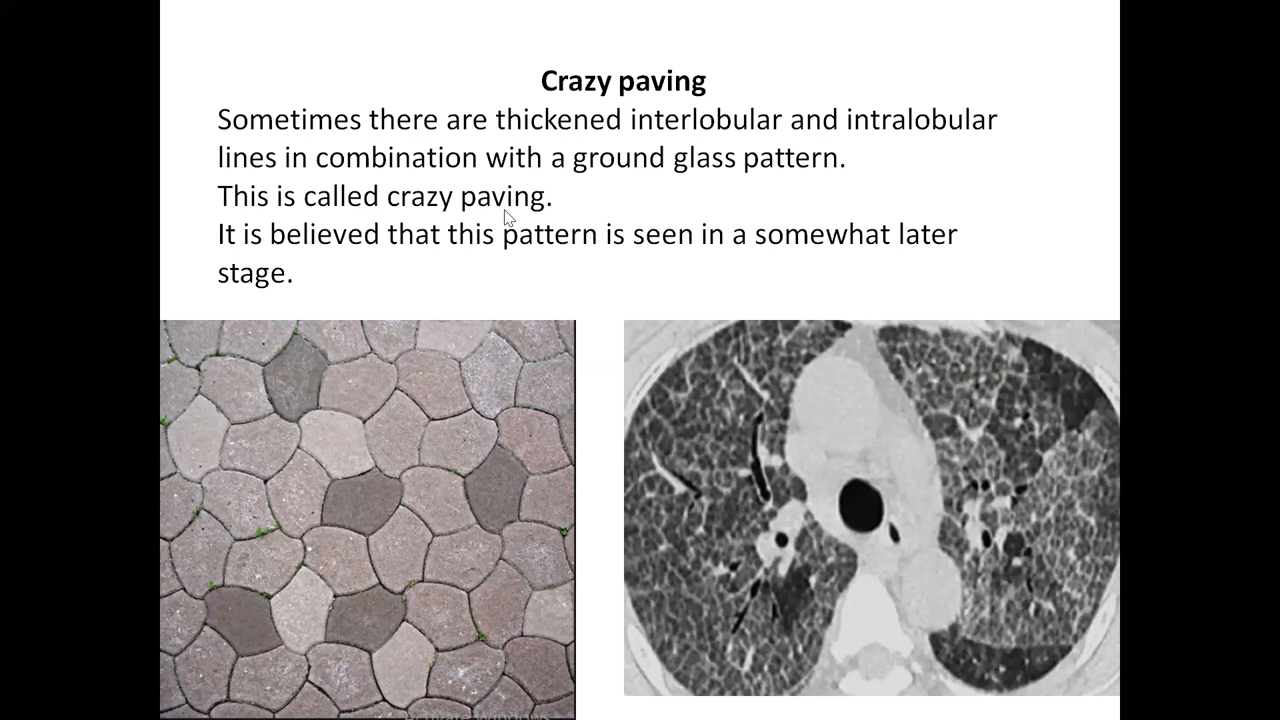 Crazy paving
Sometimes there are thickened interlobular and intralobular
lines in combination with a ground glass pattern.
This is called crazy paving.
It is believed that this pattern is seen in a somewhat later
stage.